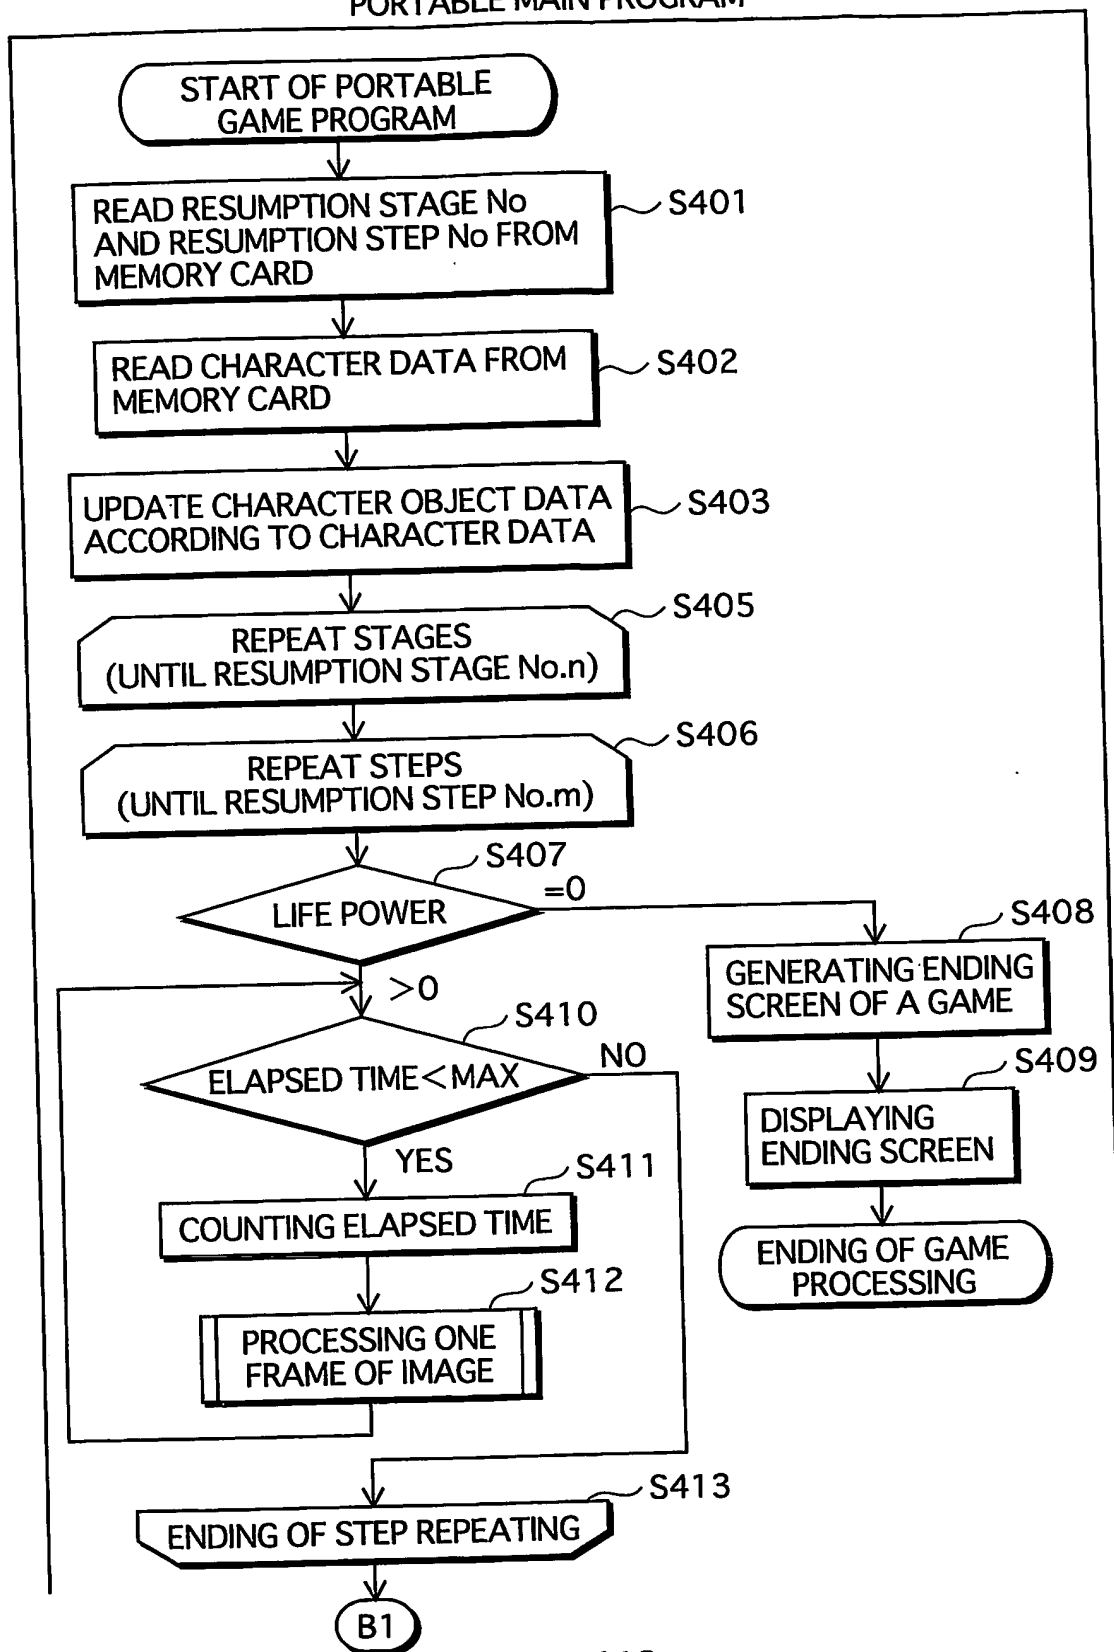 PORTABLE MAIN PROGRAM
START OF PORTABLE
GAME PROGRAM
READ RESUMPTION STAGE No
AND RESUMPTION STEP No FROM
MEMORY CARD
S401
READ CHARACTER DATA FROM
MEMORY CARD
S402
UPDATE CHARACTER OBJECT DATA
ACCORDING TO CHARACTER DATA
S403
S405
REPEAT STAGES
(UNTIL RESUMPTION STAGE No.n)
S406
REPEAT STEPS
(UNTIL RESUMPTION STEP No.m)
S407
=0
LIFE POWER
S408
GENERATING ENDING
SCREEN OF A GAME
>0
S410
NO
ELAPSED TIME<MAX
S409
DISPLAYING
ENDING SCREEN
YES
S411
COUNTING ELAPSED TIME
ENDING OF GAME
PROCESSING
S412
PROCESSING ONE
FRAME OF IMAGE
S413
ENDING OF STEP REPEATING
B1